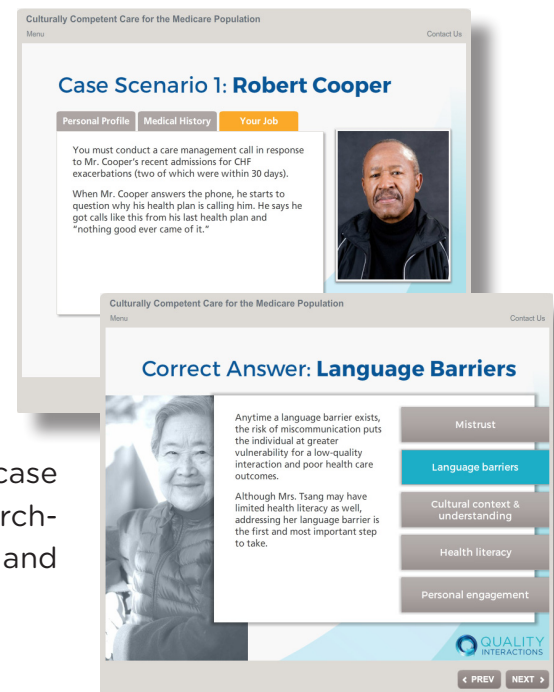 Culturally Competent Care for the Medicare Population
Menu
Contact Us
Case Scenario 1: Robert Cooper
Personal Profile
Medical History
Your Job
You must conduct a care management call in response
to Mr. Cooper's recent admissions for CHF
exacerbations (two of which were within 30 days).
When Mr. Cooper answers the phone, he starts to
question why his health plan is calling him. He says he
got calls like this from his last health plan and
“nothing good ever came of it.”
Culturally Competent Care for the Medicare Population
Menu
Contact Us
Correct Answer: Language Barriers
Anytime a language barrier exists,
the risk of miscommunication puts
the individual at greater
vulnerability for a low-quality
interaction and poor health care
outcomes.
Although Mrs. Tsang may have
limited health literacy as well,
addressing her language barrier is
the first and most important step
to take.
Mistrust
Language barriers
Cultural context &
understanding
Health literacy
Personal engagement
QUALITY
INTERACTIONS
< PREV
NEXT >
case
rch-
and